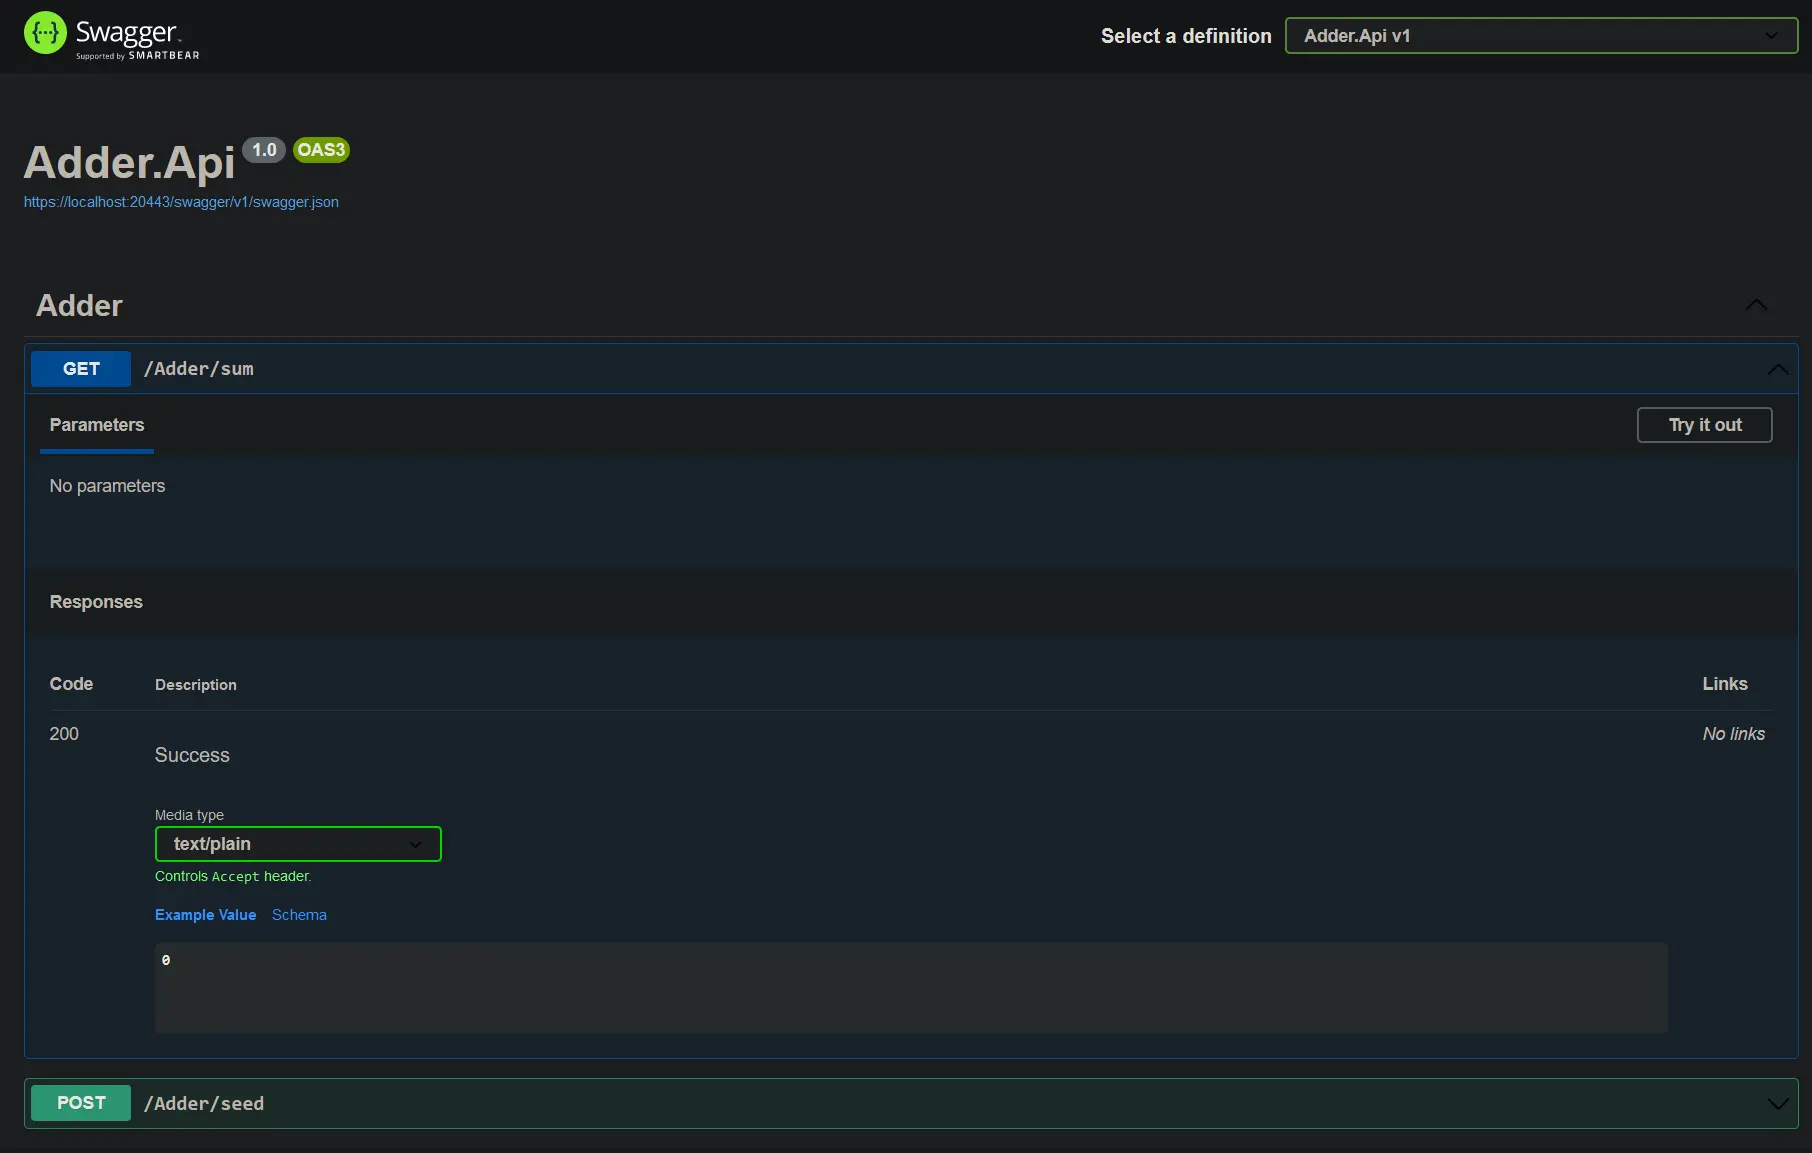 Swagger
Supported by SMARTBEAR
Select a definition
Adder.Api v1
Adder.Api 1.0 OAS3
https://localhost:20443/swagger/v1/swagger.json
Adder
GET /Adder/sum
Parameters
Try it out
No parameters
Responses
Code Description Links
200 Success No links
Media type
text/plain
Controls Accept header.
Example Value Schema
0
POST /Adder/seed